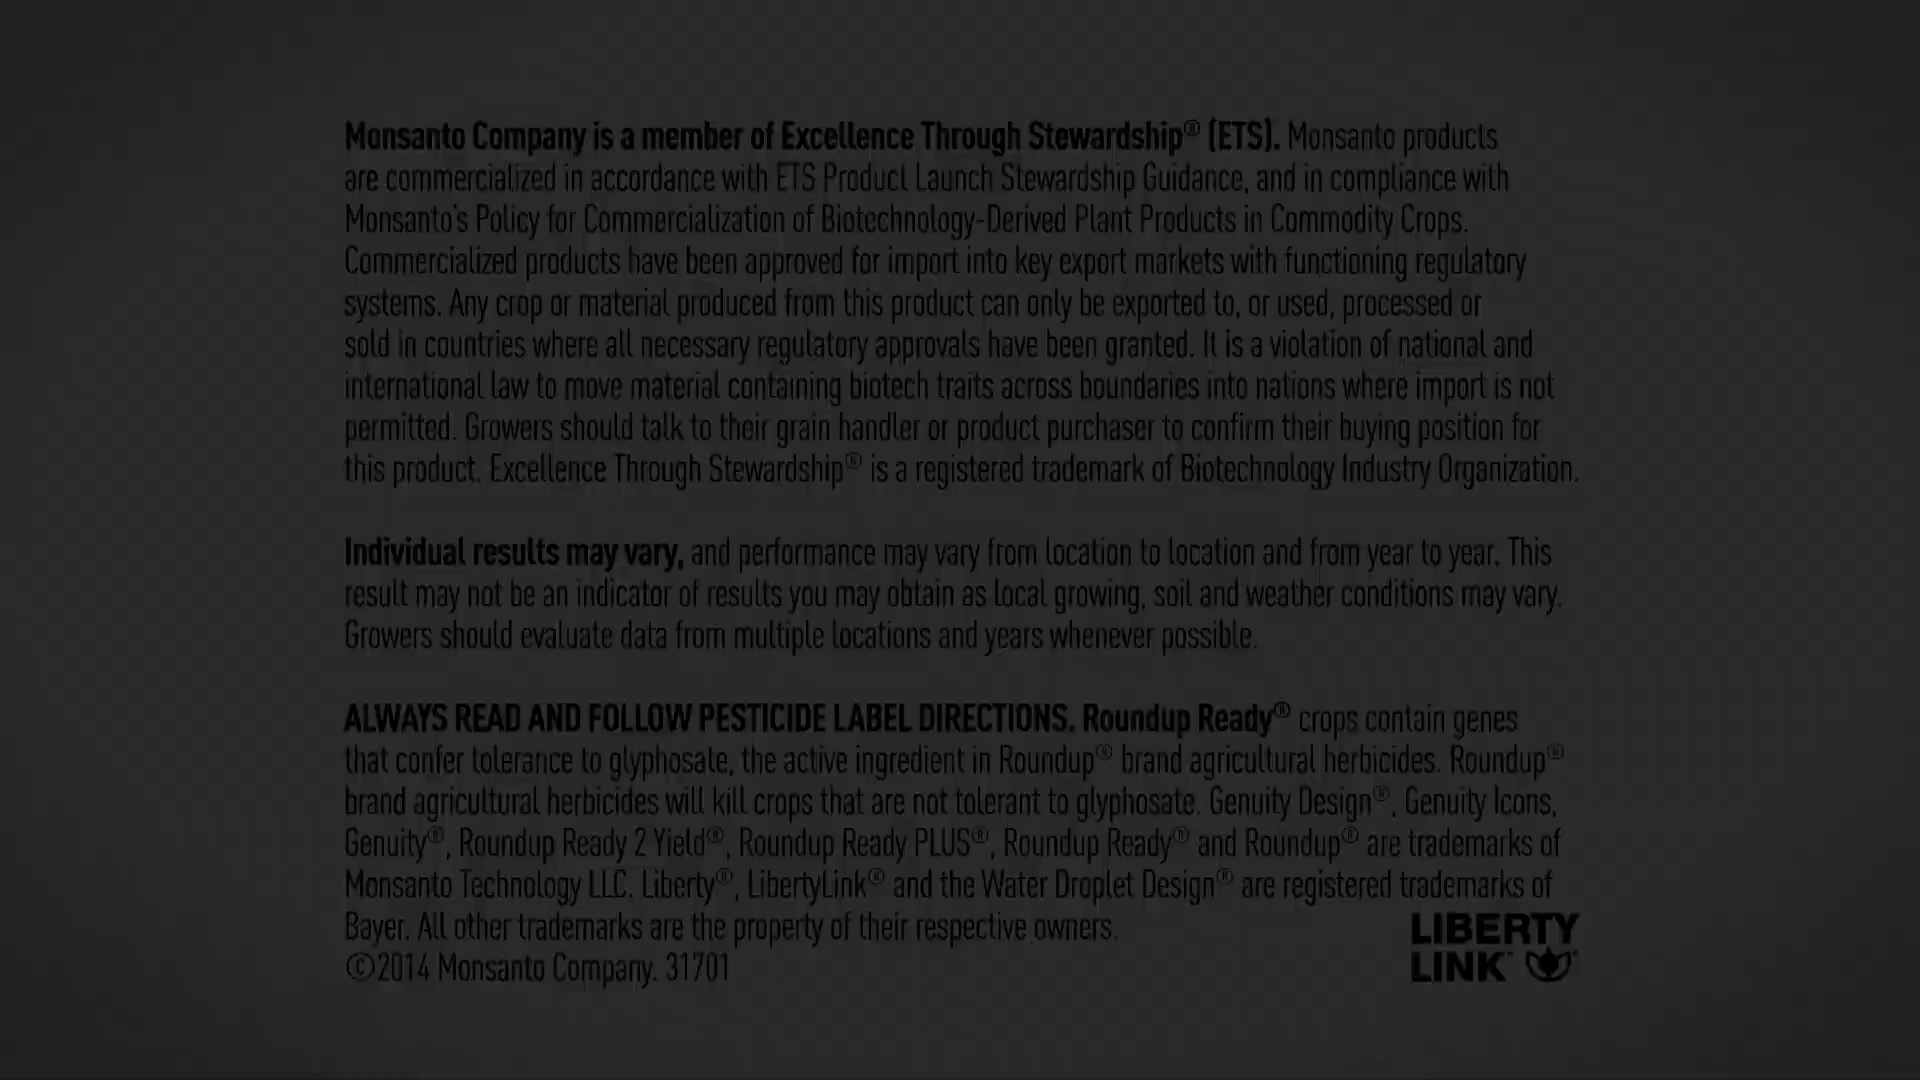 Monsanto Company is a member of Excellence Through Stewardship® (ETS). Monsanto products
are commercialized in accordance with ETS Product Launch Stewardship Guidance, and in compliance with
Monsanto's Policy for Commercialization of Biotechnology-Derived Plant Products in Commodity Crops.
Commercialized products have been approved for import into key export markets with functioning regulatory
systems. Any crop or material produced from this product can only be exported to, or used, processed or
sold in countries where all necessary regulatory approvals have been granted. It is a violation of national and
international law to move material containing biotech traits across boundaries into nations where import is not
permitted. Growers should talk to their grain handler or product purchaser to confirm their buying position for
this product. Excellence Through Stewardship® is a registered trademark of Biotechnology Industry Organization.
Individual results may vary, and performance may vary from location to location and from year to year. This
result may not be an indicator of results you may obtain as local growing, soil and weather conditions may vary.
Growers should evaluate data from multiple locations and years whenever possible.
ALWAYS READ AND FOLLOW PESTICIDE LABEL DIRECTIONS. Roundup Ready® crops contain genes
that confer tolerance to glyphosate, the active ingredient in Roundup® brand agricultural herbicides. Roundup®
brand agricultural herbicides will kill crops that are not tolerant to glyphosate. Genuity Design®, Genuity Icons,
Genuity®, Roundup Ready 2 Yield®, Roundup Ready PLUS®, Roundup Ready® and Roundup® are trademarks of
Monsanto Technology LLC. Liberty®, LibertyLink® and the Water Droplet Design® are registered trademarks of
Bayer. All other trademarks are the property of their respective owners.
©2014 Monsanto Company. 31701
LIBERTY
LINK™